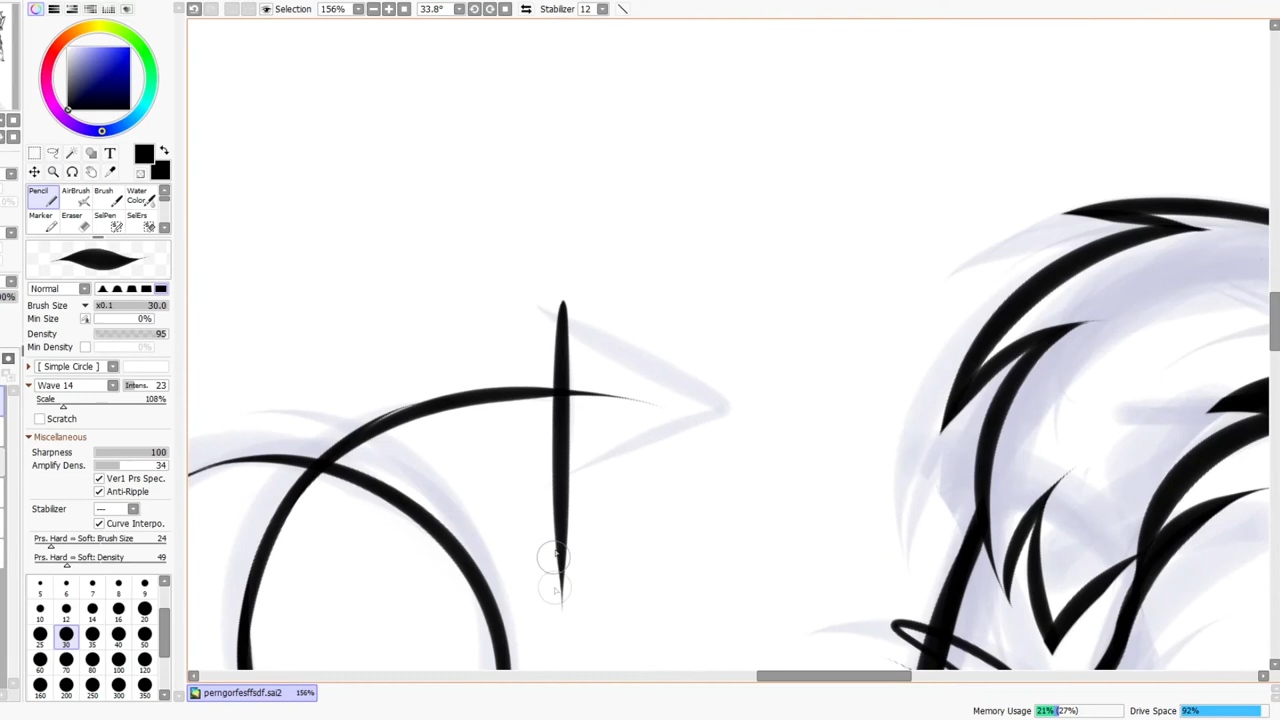 Selection 156% 33.8° Stabilizer 12
T
Pencil AirBrush Brush Water Color
Marker Eraser SelPen SelErs
Normal
Brush Size x0.1 30.0
Min Size 0%
Density 95
Min Density 0%
[ Simple Circle ]
Wave 14 Intens. 23
Scale 108%
Scratch
Miscellaneous
Sharpness 100
Amplify Dens. 34
Ver1 Prs Spec.
Anti-Ripple
Stabilizer ---
Curve Interpo.
Prs. Hard ⇔ Soft: Brush Size 24
Prs. Hard ⇔ Soft: Density 49
5 6 7 8 9
10 12 14 16 20
25 30 35 40 50
60 70 80 100 120
160 200 250 300 350
perngorfesffsdf.sai2 156%
Memory Usage 21% (27%) Drive Space 92%